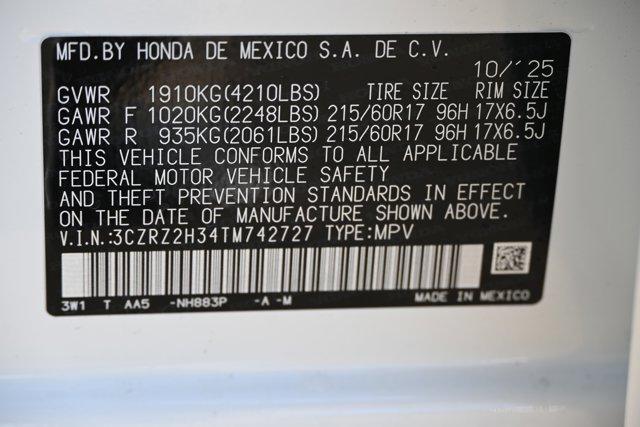 MFD.BY HONDA DE MEXICO S.A. DE C.V.
10/'25
GVWR 1910KG(4210LBS) TIRE SIZE RIM SIZE
GAWR F 1020KG(2248LBS) 215/60R17 96H 17X6.5J
GAWR R 935KG(2061LBS) 215/60R17 96H 17X6.5J
THIS VEHICLE CONFORMS TO ALL APPLICABLE
FEDERAL MOTOR VEHICLE SAFETY
AND THEFT PREVENTION STANDARDS IN EFFECT
ON THE DATE OF MANUFACTURE SHOWN ABOVE.
V.I.N.:3CZRZ2H34TM742727 TYPE:MPV
3W1 T AA5 -NH883P -A -M MADE IN MEXICO